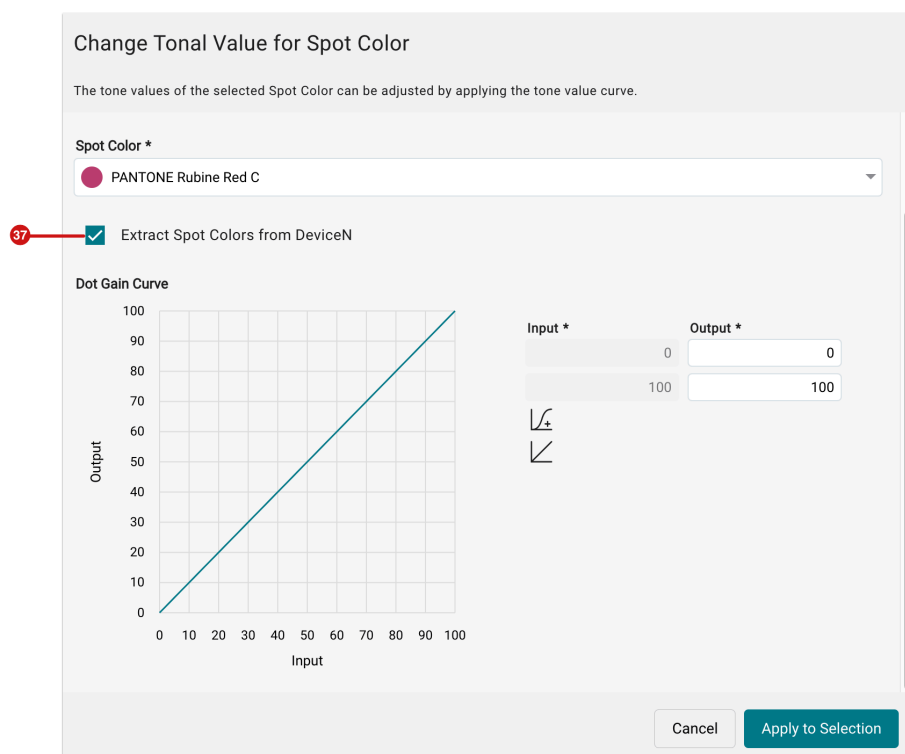 Change Tonal Value for Spot Color
The tone values of the selected Spot Color can be adjusted by applying the tone value curve.
Spot Color *
PANTONE Rubine Red C
37
Extract Spot Colors from DeviceN
Dot Gain Curve
100
90
80
70
60
50
40
30
20
10
0
Output
0 10 20 30 40 50 60 70 80 90 100
Input
Input * Output *
0 0
100 100
Cancel Apply to Selection